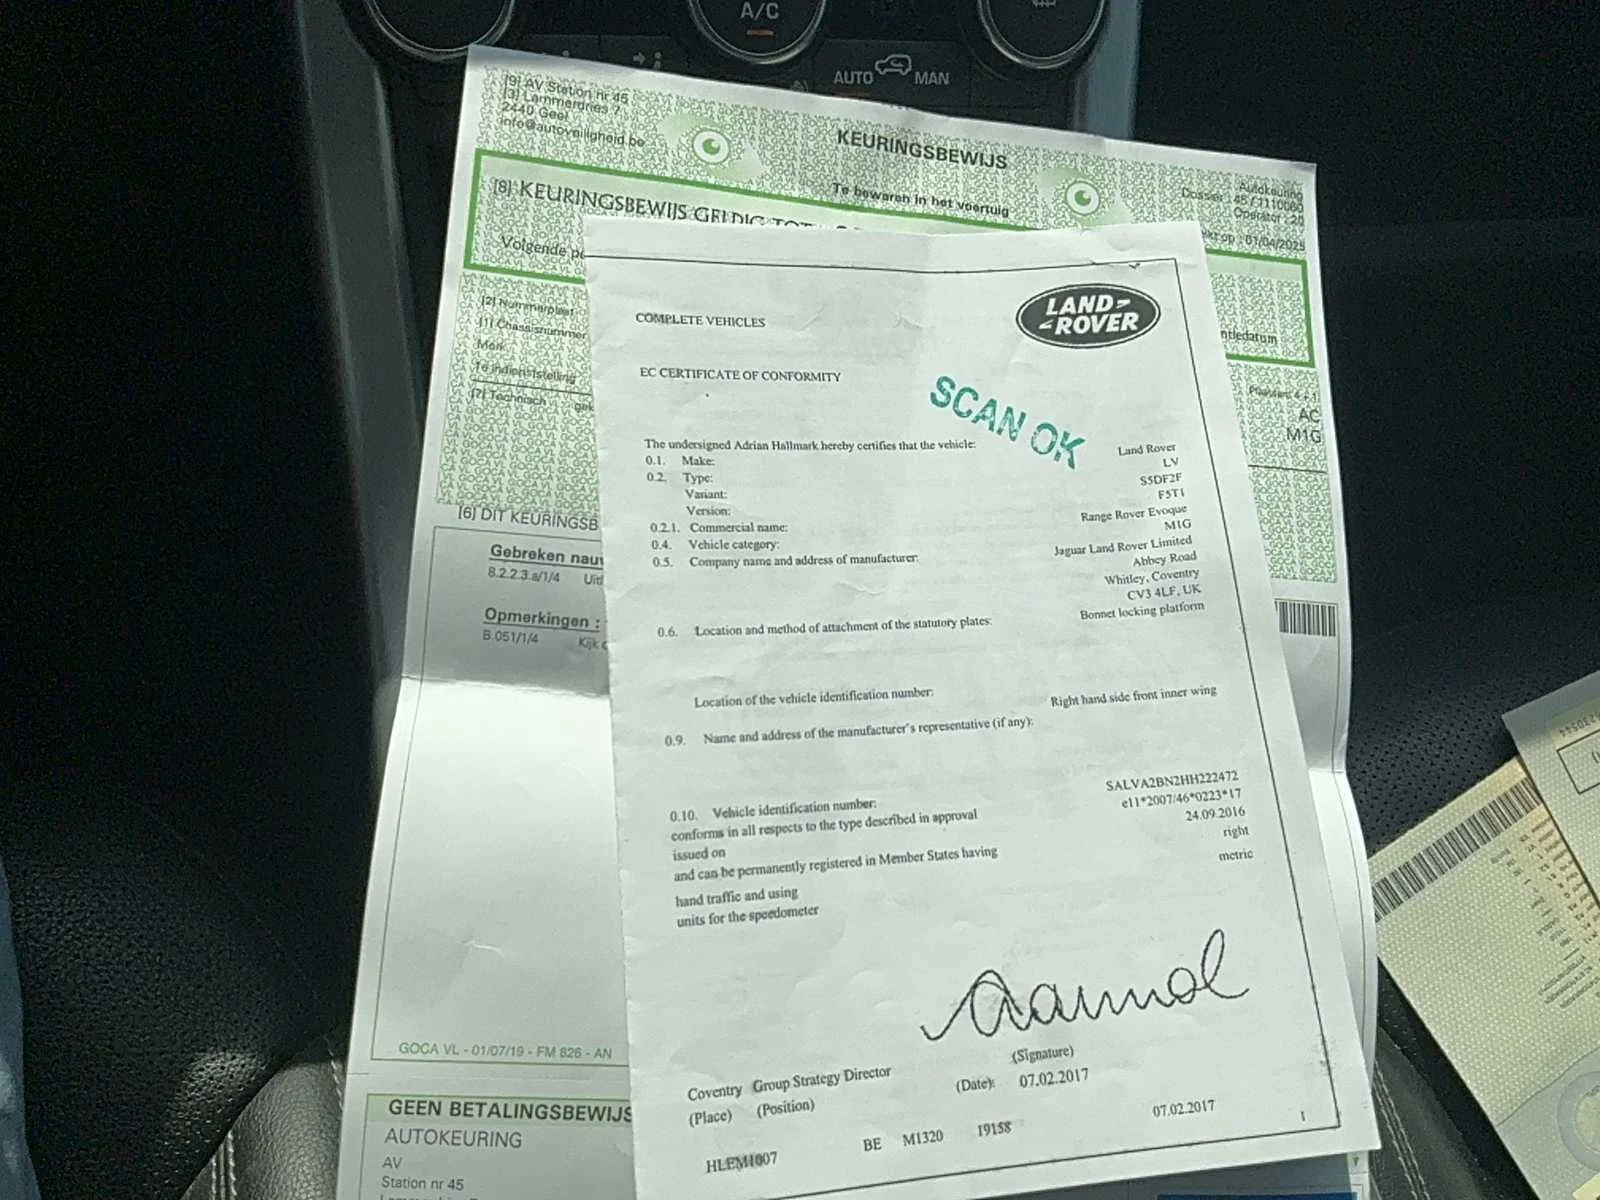 A/C
AUTO MAN
[9] AV Station nr 45
[3] Lammerdries 7
2440 Geel
info@autoveiligheid.be
KEURINGSBEWIJS
Te bewaren in het voertuig
Autokeuring
Dossier : 45 / 1110060
Operator : 20
op : 01/04/2025
[8] KEURINGSBEWIJS GELDIG TOT
Volgende
[2] Nummerplaat
[1] Chassisnummer
Merk
1e indienststelling
[7] Technisch
AC
M1G
[6] DIT KEURINGSB
Gebreken
8.2.2.3.a/1/4
Opmerkingen :
B.051/1/4 Kijk
GOCA VL - 01/07/19 - FM 826 - AN
GEEN BETALINGSBEWIJS
AUTOKEURING
AV
Station nr 45
LAND ROVER
COMPLETE VEHICLES
EC CERTIFICATE OF CONFORMITY
SCAN OK
The undersigned Adrian Hallmark hereby certifies that the vehicle:
0.1. Make: Land Rover
0.2. Type: LV
Variant: S5DF2F
Version: F5T1
0.2.1. Commercial name: Range Rover Evoque
0.4. Vehicle category: M1G
0.5. Company name and address of manufacturer: Jaguar Land Rover Limited
Abbey Road
Whitley, Coventry
CV3 4LF, UK
0.6. Location and method of attachment of the statutory plates: Bonnet locking platform
Location of the vehicle identification number: Right hand side front inner wing
0.9. Name and address of the manufacturer's representative (if any):
0.10. Vehicle identification number: SALVA2BN2HH222472
conforms in all respects to the type described in approval e11*2007/46*0223*17
issued on 24.09.2016
and can be permanently registered in Member States having right
hand traffic and using metric
units for the speedometer
Coventry Group Strategy Director (Signature)
(Place) (Position) (Date): 07.02.2017
HLEM1007 BE M1320 19158 07.02.2017 1